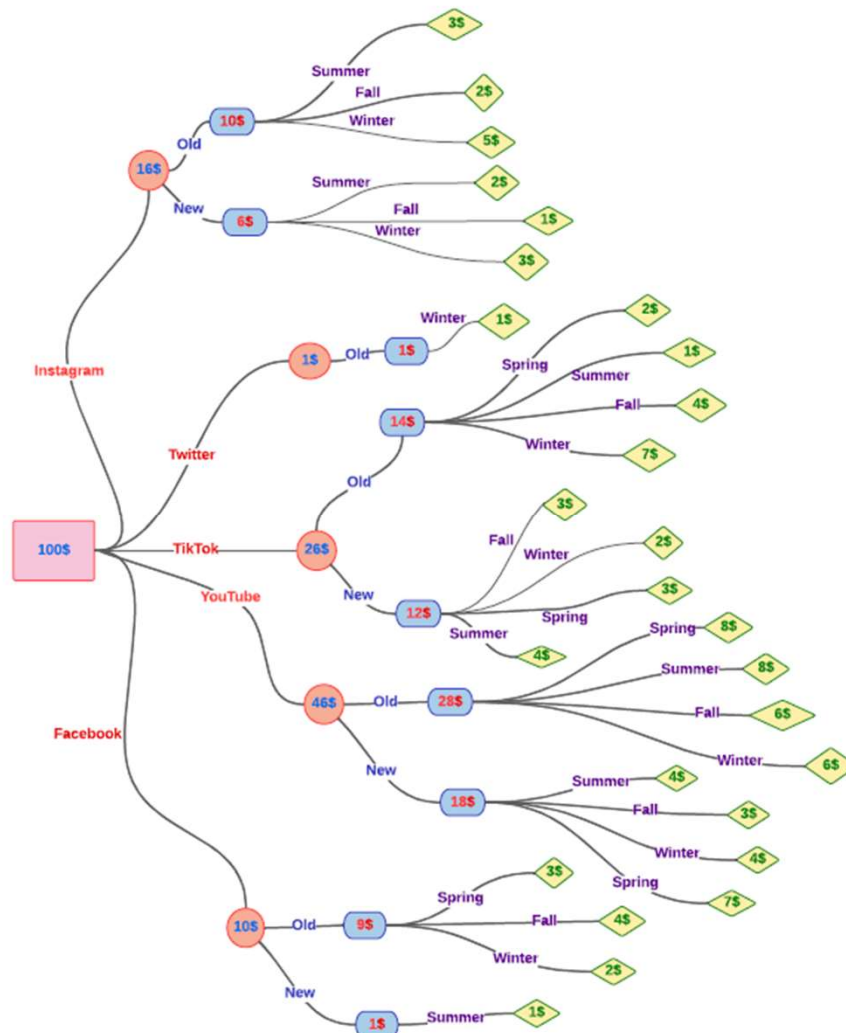 3$
Summer
Fall
2$
Winter
10$
Old
5$
16$
Summer
2$
New
6$
Fall
1$
Winter
3$
2$
Winter
1$
Old
1$
1$
Spring
1$
Summer
Instagram
Fall
4$
14$
Winter
7$
Twitter
Old
3$
Fall
Winter
2$
100$
TikTok
26$
3$
YouTube
New
12$
Spring
Summer
4$
Spring
8$
Summer
8$
46$
Old
28$
Fall
6$
Facebook
Winter
6$
New
Summer
4$
18$
Fall
3$
Winter
4$
Spring
7$
3$
Spring
10$
Old
9$
Fall
4$
Winter
2$
New
1$
Summer
1$